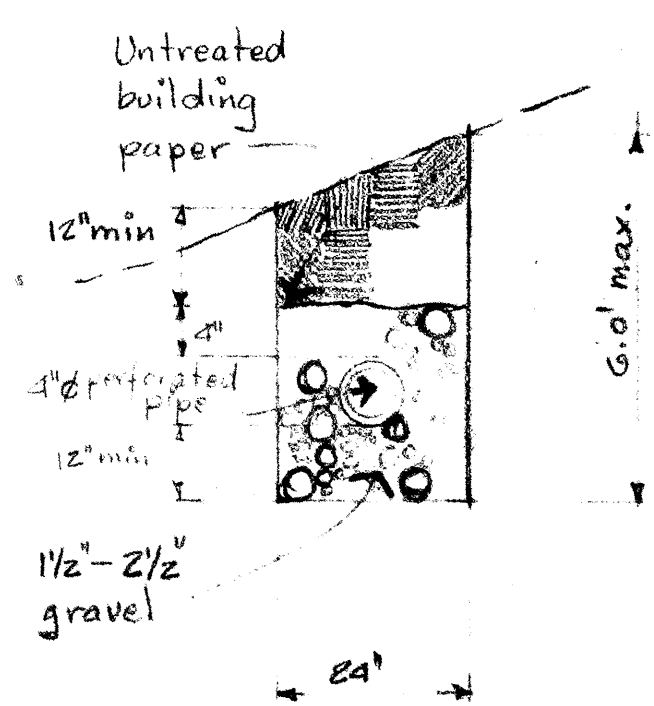 Untreated
building
paper
12"min
6.0' max.
4"
4"ϕ perforated
pipe
12"min
1½"–2½"
gravel
24"